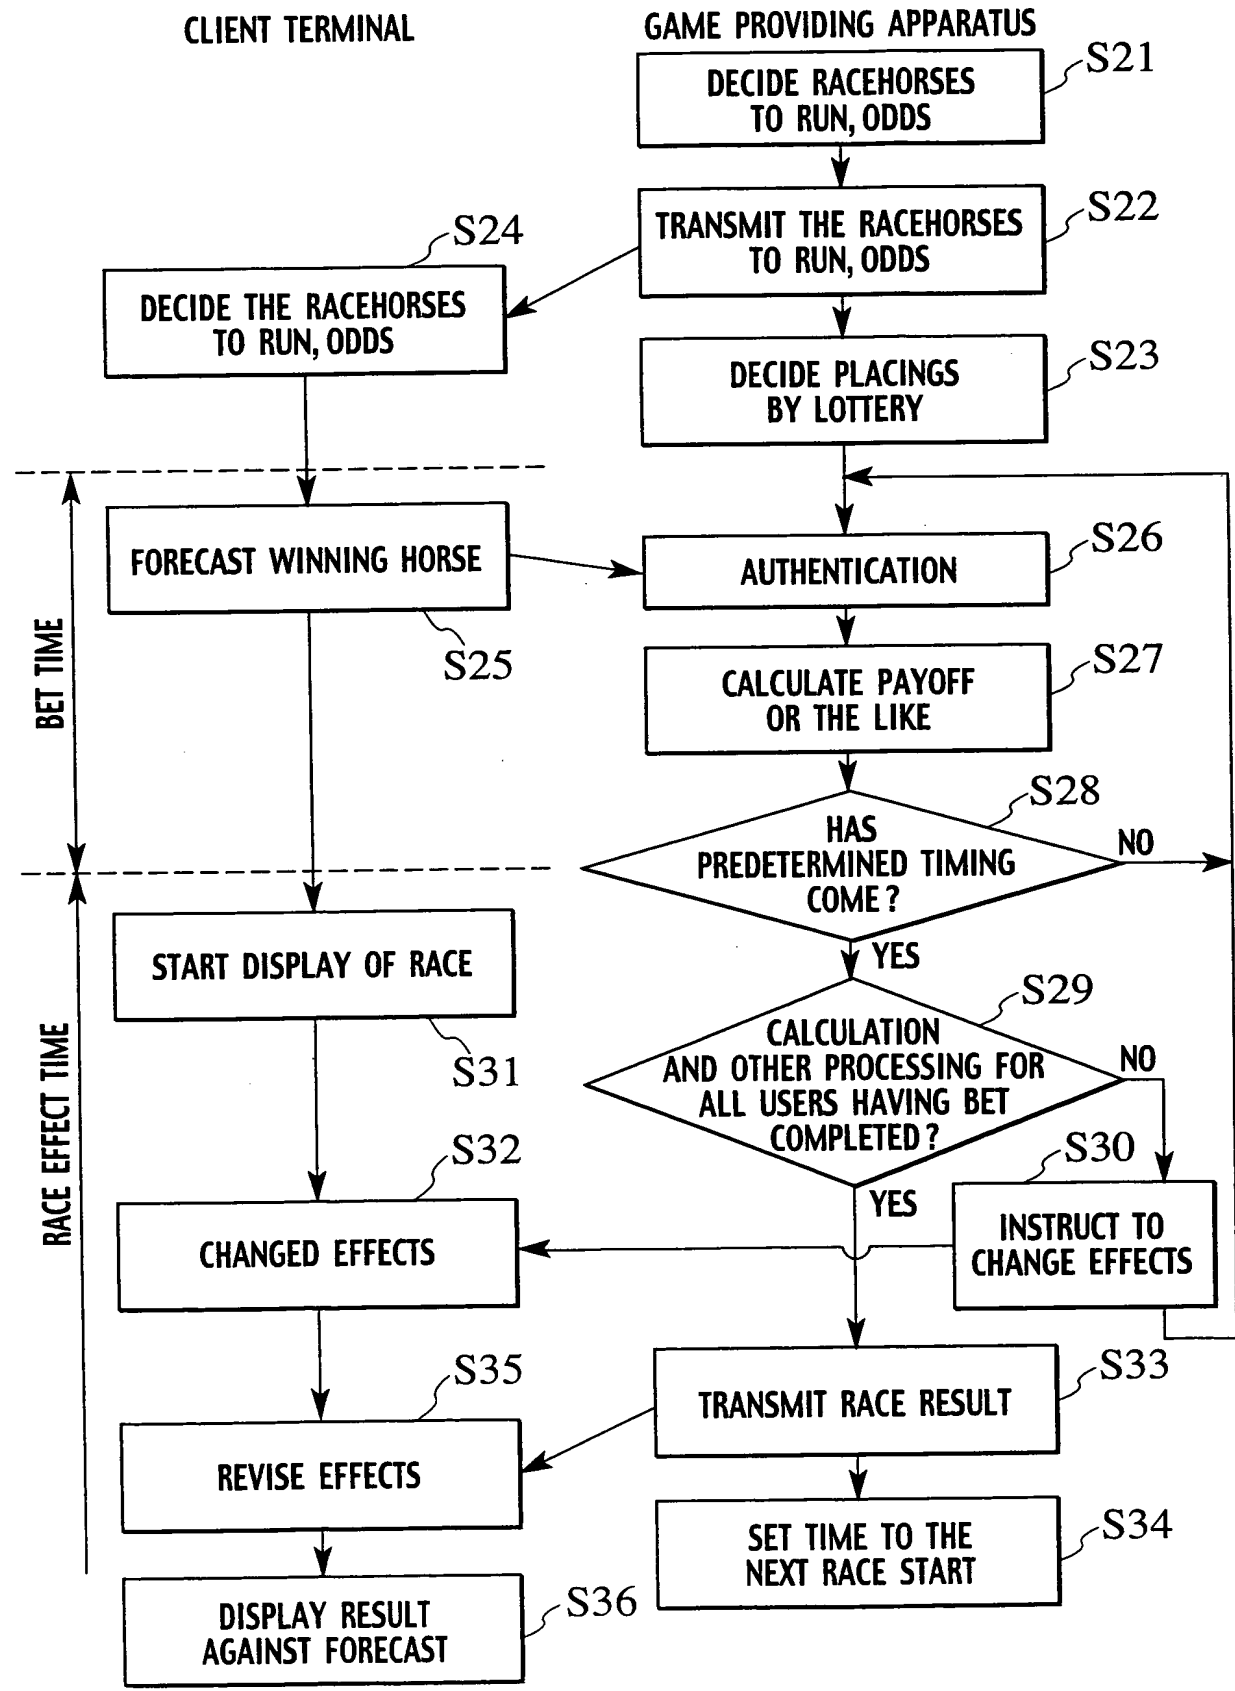 CLIENT TERMINAL
GAME PROVIDING APPARATUS
S21
DECIDE RACEHORSES
TO RUN, ODDS
S22
TRANSMIT THE RACEHORSES
TO RUN, ODDS
S24
DECIDE THE RACEHORSES
TO RUN, ODDS
S23
DECIDE PLACINGS
BY LOTTERY
BET TIME
FORECAST WINNING HORSE
S25
S26
AUTHENTICATION
S27
CALCULATE PAYOFF
OR THE LIKE
S28
HAS
PREDETERMINED TIMING
COME?
NO
YES
RACE EFFECT TIME
START DISPLAY OF RACE
S31
S29
CALCULATION
AND OTHER PROCESSING FOR
ALL USERS HAVING BET
COMPLETED?
NO
YES
S30
INSTRUCT TO
CHANGE EFFECTS
S32
CHANGED EFFECTS
S33
TRANSMIT RACE RESULT
S35
REVISE EFFECTS
S34
SET TIME TO THE
NEXT RACE START
S36
DISPLAY RESULT
AGAINST FORECAST